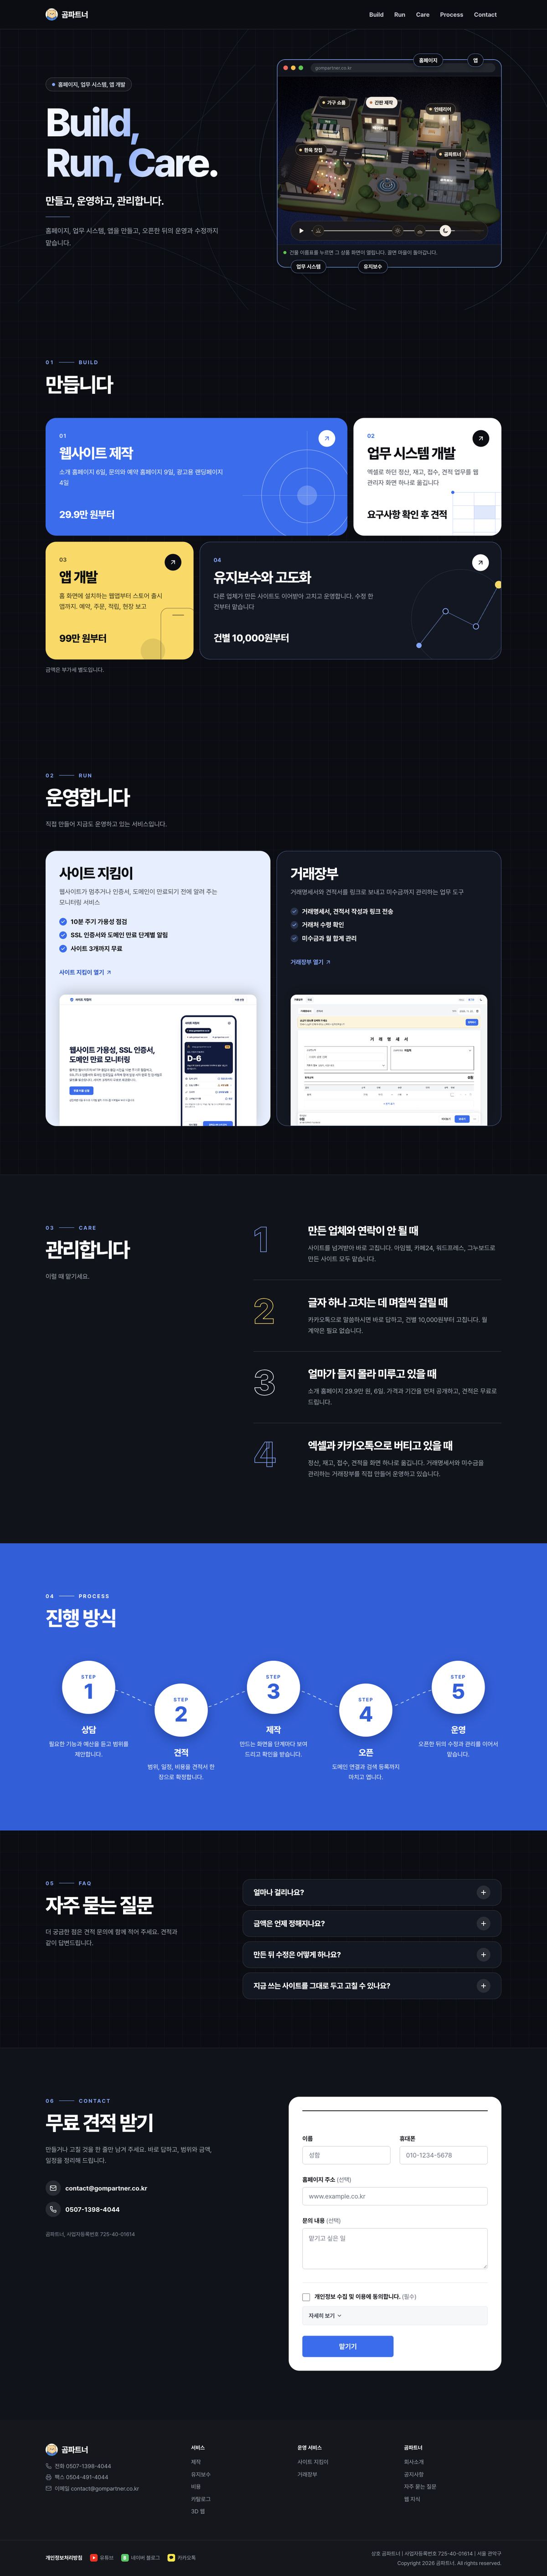 곰파트너
Build
Run
Care
Process
Contact
홈페이지, 업무 시스템, 앱 개발
Build,
Run, Care.
만들고, 운영하고, 관리합니다.
홈페이지, 업무 시스템, 앱을 만들고, 오픈한 뒤의 운영과 수정까지
맡습니다.
홈페이지
앱
gompartner.co.kr
가구 쇼룸
간판 제작
인테리어
한옥 찻집
곰파트너
건물 이름표를 누르면 그 상품 화면이 열립니다. 끌면 마을이 돌아갑니다.
업무 시스템
유지보수
01 BUILD
만듭니다
01
웹사이트 제작
소개 홈페이지 6일, 문의와 예약 홈페이지 9일, 광고용 랜딩페이지
4일
29.9만 원부터
02
업무 시스템 개발
엑셀로 하던 정산, 재고, 접수, 견적 업무를 웹
관리자 화면 하나로 옮깁니다
요구사항 확인 후 견적
03
앱 개발
홈 화면에 설치하는 웹앱부터 스토어 출시
앱까지. 예약, 주문, 적립, 현장 보고
99만 원부터
04
유지보수와 고도화
다른 업체가 만든 사이트도 이어받아 고치고 운영합니다. 수정 한
건부터 맡습니다
건별 10,000원부터
금액은 부가세 별도입니다.
02 RUN
운영합니다
직접 만들어 지금도 운영하고 있는 서비스입니다.
사이트 지킴이
웹사이트가 멈추거나 인증서, 도메인이 만료되기 전에 알려 주는
모니터링 서비스
10분 주기 가용성 점검
SSL 인증서와 도메인 만료 단계별 알림
사이트 3개까지 무료
사이트 지킴이 열기
웹사이트 가용성, SSL 인증서,
도메인 만료 모니터링
D-6
거래장부
거래명세서와 견적서를 링크로 보내고 미수금까지 관리하는 업무 도구
거래명세서, 견적서 작성과 링크 전송
거래처 수령 확인
미수금과 월 합계 관리
거래장부 열기
거 래 명 세 서
03 CARE
관리합니다
이럴 때 맡기세요.
1
만든 업체와 연락이 안 될 때
사이트를 넘겨받아 바로 고칩니다. 아임웹, 카페24, 워드프레스, 그누보드로
만든 사이트 모두 맡습니다.
2
글자 하나 고치는 데 며칠씩 걸릴 때
카카오톡으로 말씀하시면 바로 답하고, 건별 10,000원부터 고칩니다. 월
계약은 필요 없습니다.
3
얼마가 들지 몰라 미루고 있을 때
소개 홈페이지 29.9만 원, 6일. 가격과 기간을 먼저 공개하고, 견적은 무료로
드립니다.
4
엑셀과 카카오톡으로 버티고 있을 때
정산, 재고, 접수, 견적을 화면 하나로 옮깁니다. 거래명세서와 미수금을
관리하는 거래장부를 직접 만들어 운영하고 있습니다.
04 PROCESS
진행 방식
STEP
1
상담
필요한 기능과 예산을 듣고 범위를
제안합니다.
STEP
2
견적
범위, 일정, 비용을 견적서 한
장으로 확정합니다.
STEP
3
제작
만드는 화면을 단계마다 보여
드리고 확인을 받습니다.
STEP
4
오픈
도메인 연결과 검색 등록까지
마치고 엽니다.
STEP
5
운영
오픈한 뒤의 수정과 관리를 이어서
맡습니다.
05 FAQ
자주 묻는 질문
더 궁금한 점은 견적 문의에 함께 적어 주세요. 견적과
같이 답변드립니다.
얼마나 걸리나요?
금액은 언제 정해지나요?
만든 뒤 수정은 어떻게 하나요?
지금 쓰는 사이트를 그대로 두고 고칠 수 있나요?
06 CONTACT
무료 견적 받기
만들거나 고칠 것을 한 줄만 남겨 주세요. 바로 답하고, 범위와 금액,
일정을 정리해 드립니다.
contact@gompartner.co.kr
0507-1398-4044
곰파트너, 사업자등록번호 725-40-01614
이름
휴대폰
성함
010-1234-5678
홈페이지 주소 (선택)
www.example.co.kr
문의 내용 (선택)
맡기고 싶은 일
개인정보 수집 및 이용에 동의합니다. (필수)
자세히 보기
맡기기
곰파트너
전화 0507-1398-4044
팩스 0504-491-4044
이메일 contact@gompartner.co.kr
서비스
제작
유지보수
비용
카탈로그
3D 웹
운영 서비스
사이트 지킴이
거래장부
곰파트너
회사소개
공지사항
자주 묻는 질문
웹 지식
개인정보처리방침
유튜브
네이버 블로그
카카오톡
상호 곰파트너 | 사업자등록번호 725-40-01614 | 서울 관악구
Copyright 2026 곰파트너. All rights reserved.